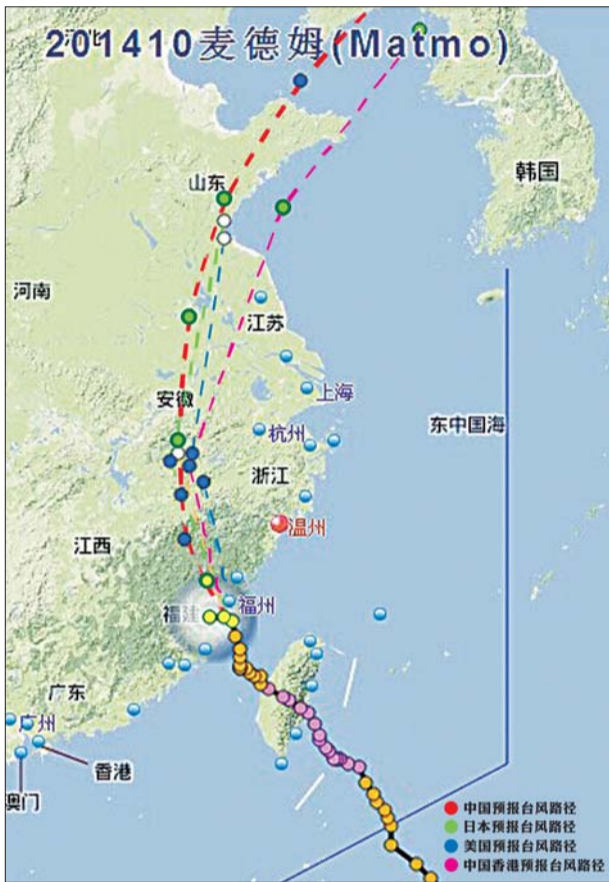 201410麦德姆(Matmo)
河北
山东
韩国
河南
江苏
上海
安徽
杭州
东中国海
浙江
温州
江西
福州
福建
广东
广州
香港
澳门
中国预报台风路径
日本预报台风路径
美国预报台风路径
中国香港预报台风路径